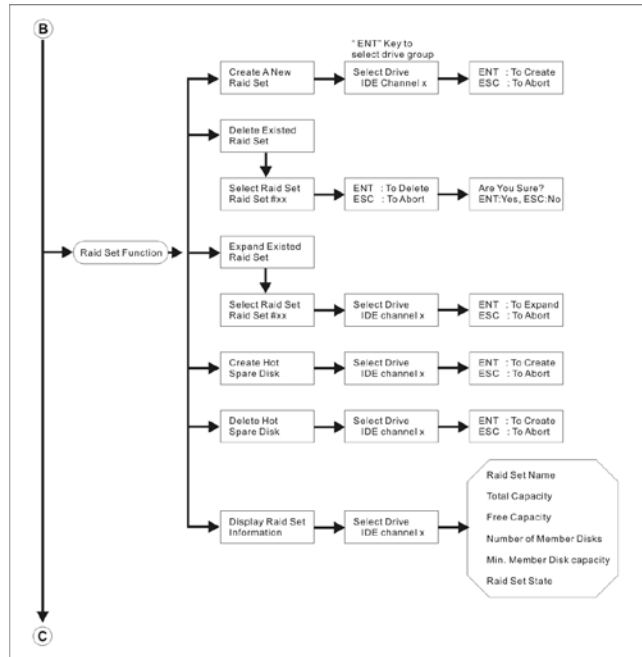 B
"ENT" Key to
select drive group
Create A New
Raid Set
Select Drive
IDE Channel x
ENT : To Create
ESC : To Abort
Delete Existed
Raid Set
Select Raid Set
Raid Set #xx
ENT : To Delete
ESC : To Abort
Are You Sure?
ENT:Yes, ESC:No
Raid Set Function
Expand Existed
Raid Set
Select Raid Set
Raid Set #xx
Select Drive
IDE channel x
ENT : To Expand
ESC : To Abort
Create Hot
Spare Disk
Select Drive
IDE channel x
ENT : To Create
ESC : To Abort
Delete Hot
Spare Disk
Select Drive
IDE channel x
ENT : To Create
ESC : To Abort
Display Raid Set
Information
Select Drive
IDE channel x
Raid Set Name
Total Capacity
Free Capacity
Number of Member Disks
Min. Member Disk capacity
Raid Set State
C